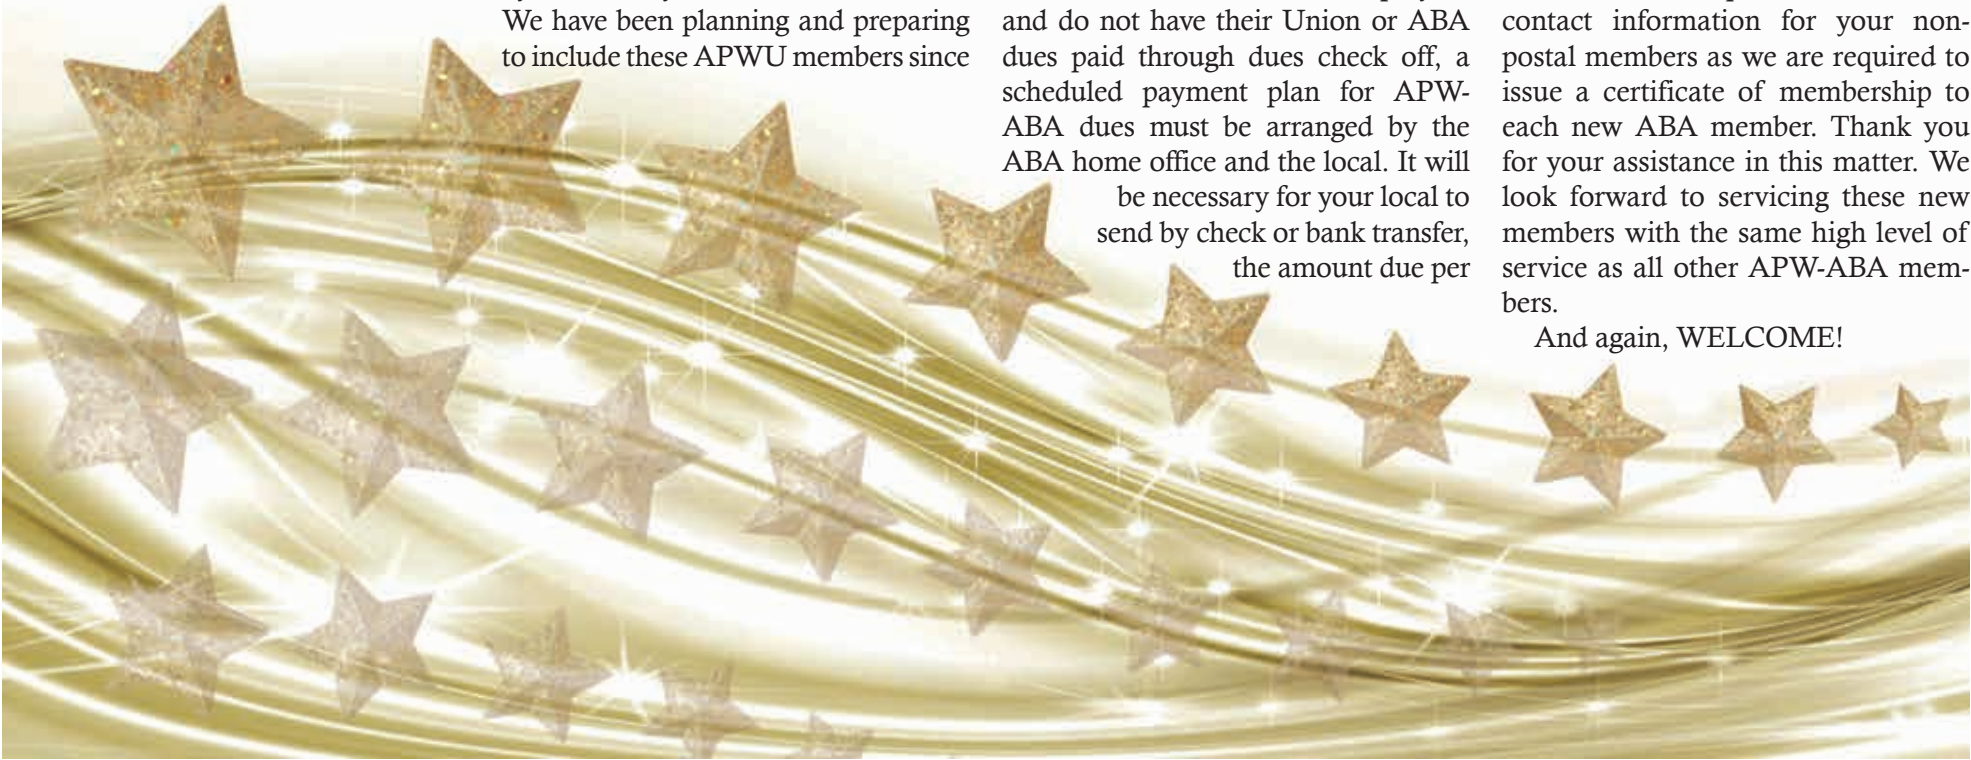 We have been planning and preparing
to include these APWU members since
and do not have their Union or ABA
dues paid through dues check off, a
scheduled payment plan for APW-
ABA dues must be arranged by the
ABA home office and the local. It will
be necessary for your local to
send by check or bank transfer,
the amount due per
contact information for your non-
postal members as we are required to
issue a certificate of membership to
each new ABA member. Thank you
for your assistance in this matter. We
look forward to servicing these new
members with the same high level of
service as all other APW-ABA mem-
bers.
And again, WELCOME!